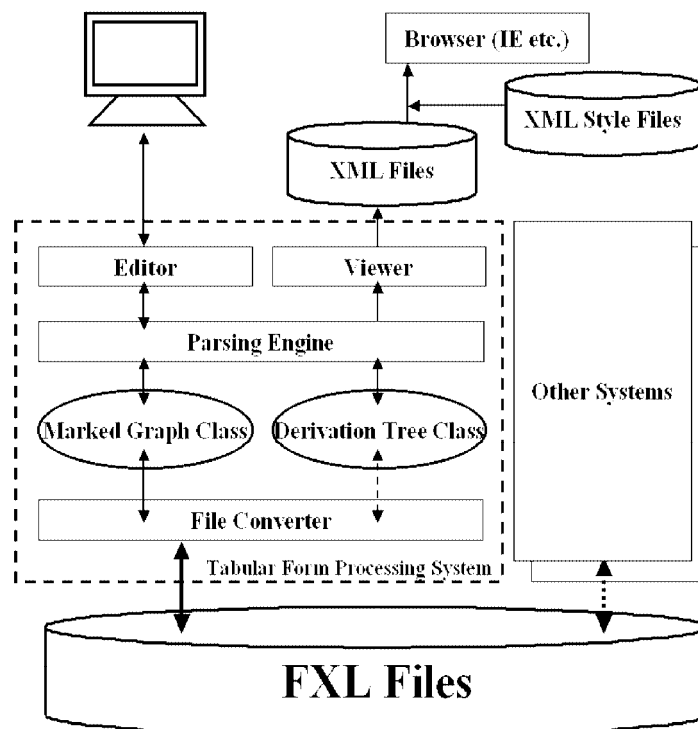 Browser (IE etc.)
XML Style Files
XML Files
Editor
Viewer
Parsing Engine
Other Systems
Marked Graph Class
Derivation Tree Class
File Converter
Tabular Form Processing System
FXL Files